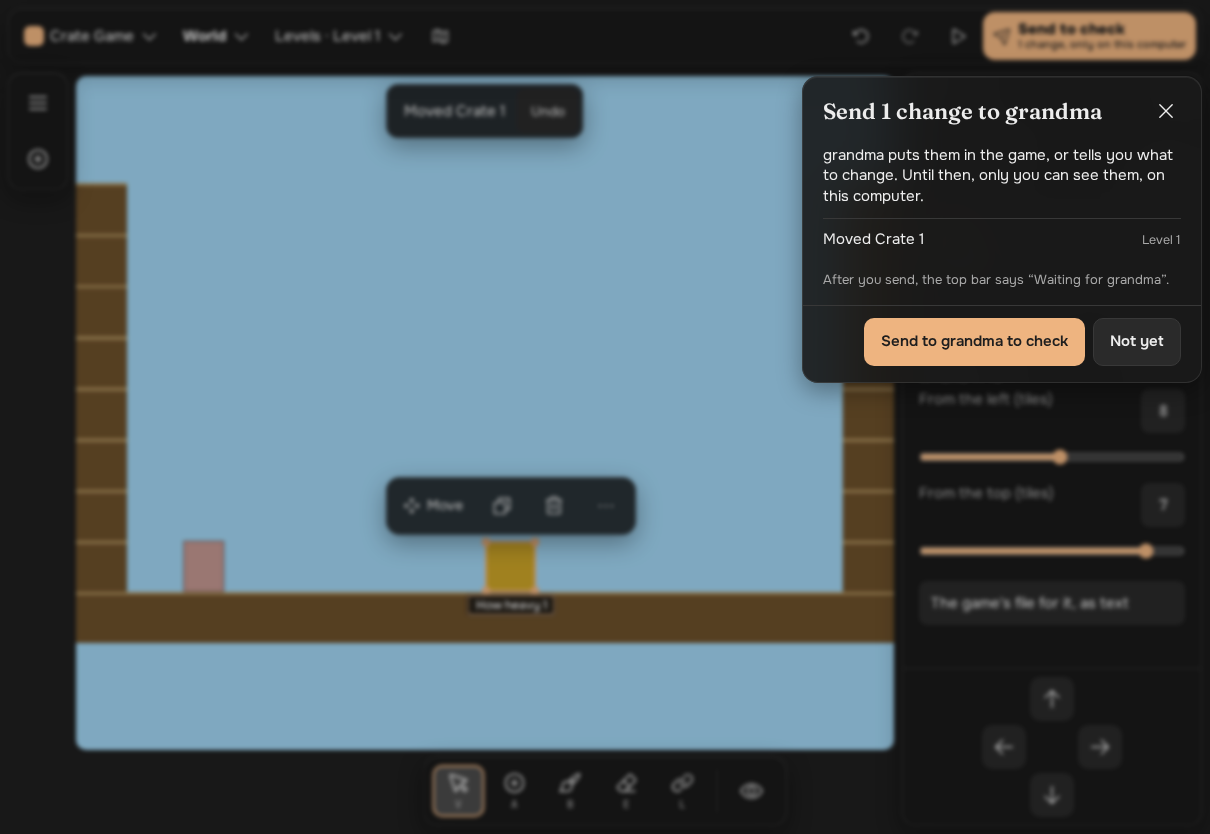 Crate Game
World
Levels · Level 1
Send to check
1 change, only on this computer
Moved Crate 1
Undo
Send 1 change to grandma
grandma puts them in the game, or tells you what
to change. Until then, only you can see them, on
this computer.
Moved Crate 1
Level 1
After you send, the top bar says “Waiting for grandma”.
Send to grandma to check
Not yet
From the left (tiles)
8
From the top (tiles)
7
The game's file for it, as text
Move
How heavy 1
V
A
B
E
L